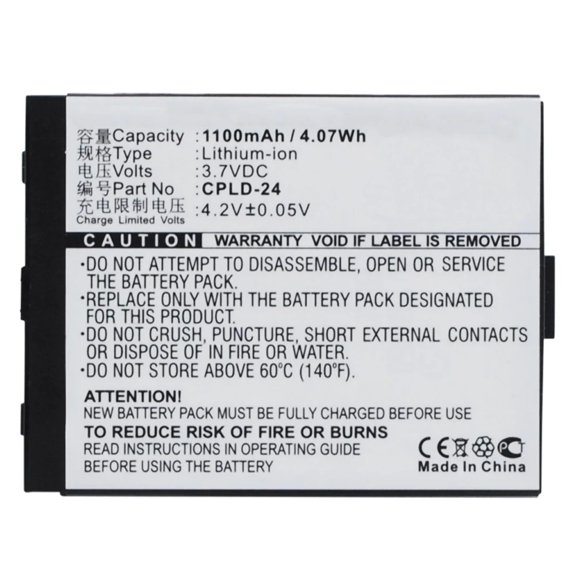 容量Capacity: 1100mAh / 4.07Wh
规格Type: Lithium-ion
电压Volts: 3.7VDC
编号Part No: CPLD-24
充电限制电压: 4.2V±0.05V
Charge Limited Volts
CAUTION WARRANTY VOID IF LABEL IS REMOVED
•DO NOT ATTEMPT TO DISASSEMBLE, OPEN OR SERVICE
THE BATTERY PACK.
•REPLACE ONLY WITH THE BATTERY PACK DESIGNATED
FOR THIS PRODUCT.
•DO NOT CRUSH, PUNCTURE, SHORT EXTERNAL CONTACTS
OR DISPOSE OF IN FIRE OR WATER.
•DO NOT STORE ABOVE 60℃ (140℉).
ATTENTION!
NEW BATTERY PACK MUST BE FULLY CHARGED BEFORE USE
TO REDUCE RISK OF FIRE OR BURNS
READ INSTRUCTIONS IN OPERATING GUIDE
BEFORE USING THE BATTERY PACK
Made In China